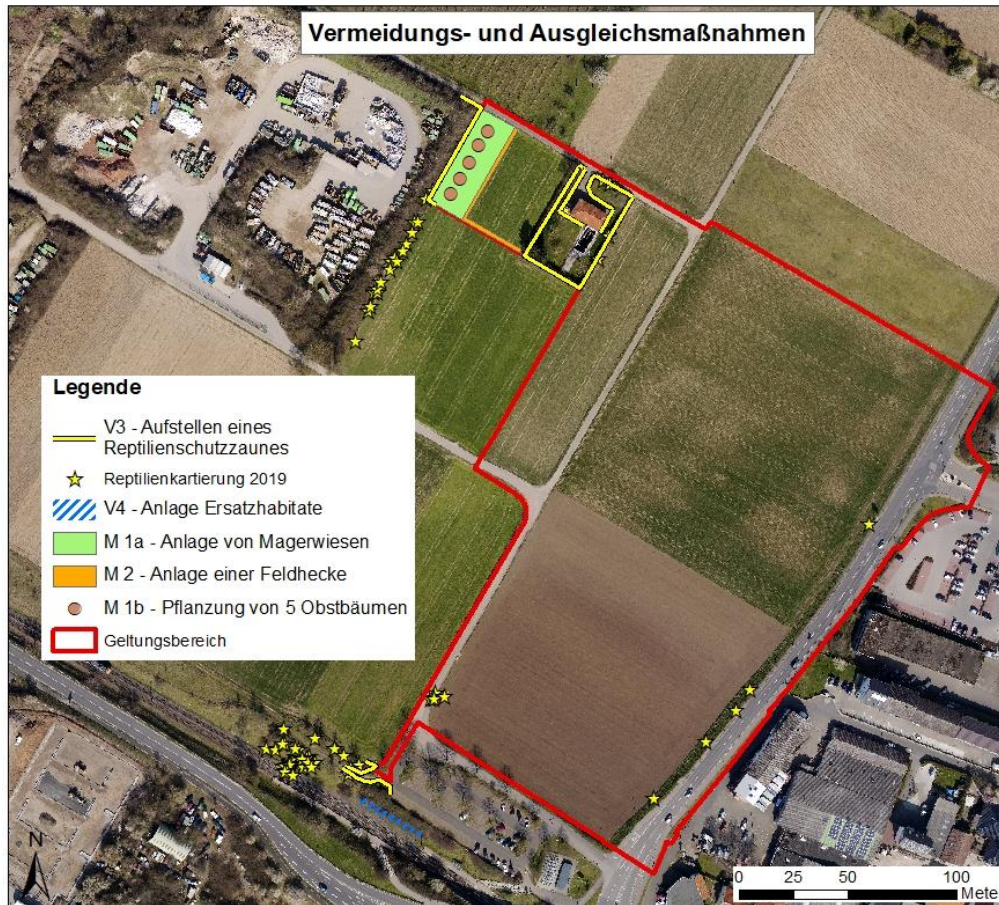 Vermeidungs- und Ausgleichsmaßnahmen
Legende
V3 - Aufstellen eines
Reptilienschutzzaunes
Reptilienkartierung 2019
V4 - Anlage Ersatzhabitate
M 1a - Anlage von Magerwiesen
M 2 - Anlage einer Feldhecke
M 1b - Pflanzung von 5 Obstbäumen
Geltungsbereich
N
0 25 50 100
Mete